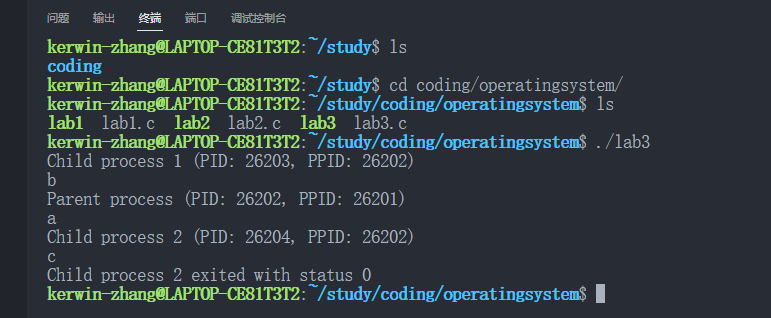 问题 输出 终端 端口 调试控制台
kerwin-zhang@LAPTOP-CE81T3T2:~/study$ ls
coding
kerwin-zhang@LAPTOP-CE81T3T2:~/study$ cd coding/operatingsystem/
kerwin-zhang@LAPTOP-CE81T3T2:~/study/coding/operatingsystem$ ls
lab1 lab1.c lab2 lab2.c lab3 lab3.c
kerwin-zhang@LAPTOP-CE81T3T2:~/study/coding/operatingsystem$ ./lab3
Child process 1 (PID: 26203, PPID: 26202)
b
Parent process (PID: 26202, PPID: 26201)
a
Child process 2 (PID: 26204, PPID: 26202)
c
Child process 2 exited with status 0
kerwin-zhang@LAPTOP-CE81T3T2:~/study/coding/operatingsystem$